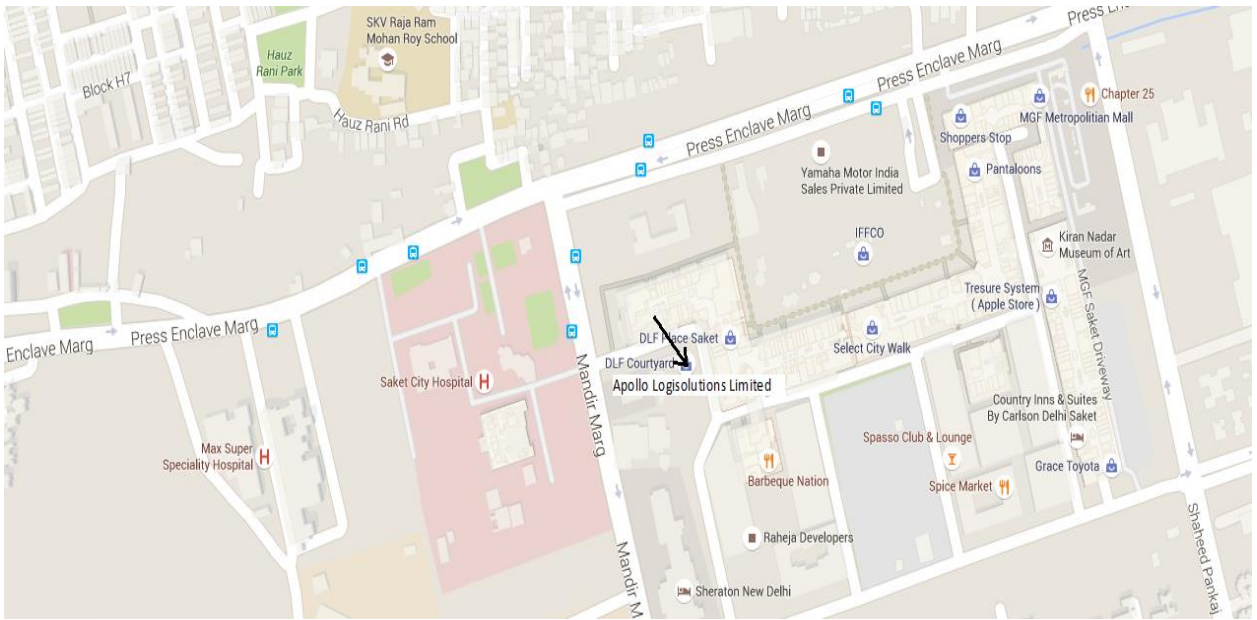 SKV Raja Ram
Mohan Roy School
Hauz
Rani Park
Block H7
Hauz Rani Rd
Press Enclave Marg
Press Enclave Marg
Press En
Chapter 25
MGF Metropolitian Mall
Shoppers Stop
Pantaloons
Yamaha Motor India
Sales Private Limited
IFFCO
Kiran Nadar
Museum of Art
Tresure System
( Apple Store )
MGF Saket Driveway
Enclave Marg
Press Enclave Marg
DLF Place Saket
Select City Walk
DLF Courtyard
Apollo Logisolutions Limited
Saket City Hospital
H
Mandir Marg
Country Inns & Suites
By Carlson Delhi Saket
Max Super
Speciality Hospital
H
Spasso Club & Lounge
Barbeque Nation
Spice Market
Grace Toyota
Raheja Developers
Mandir M
Sheraton New Delhi
Shaheed Pankaj